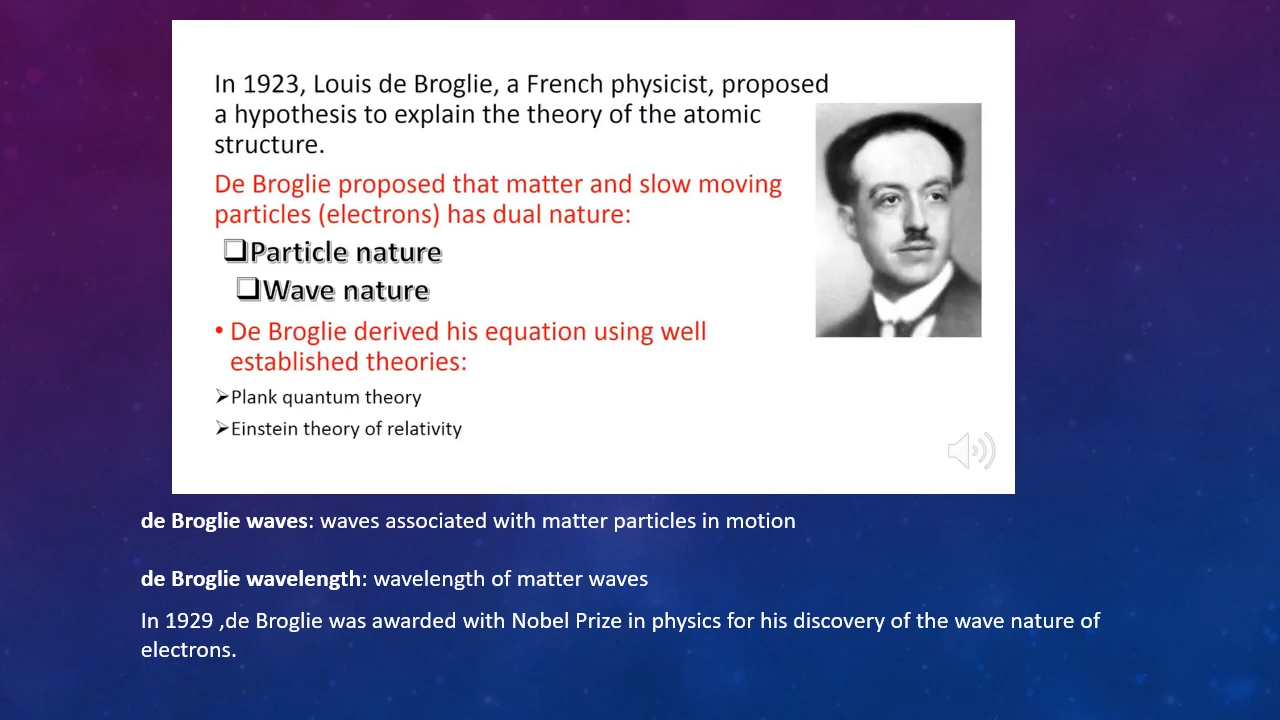 In 1923, Louis de Broglie, a French physicist, proposed
a hypothesis to explain the theory of the atomic
structure.
De Broglie proposed that matter and slow moving
particles (electrons) has dual nature:
❑Particle nature
❑Wave nature
• De Broglie derived his equation using well
established theories:
➢Plank quantum theory
➢Einstein theory of relativity
de Broglie waves: waves associated with matter particles in motion
de Broglie wavelength: wavelength of matter waves
In 1929 ,de Broglie was awarded with Nobel Prize in physics for his discovery of the wave nature of
electrons.